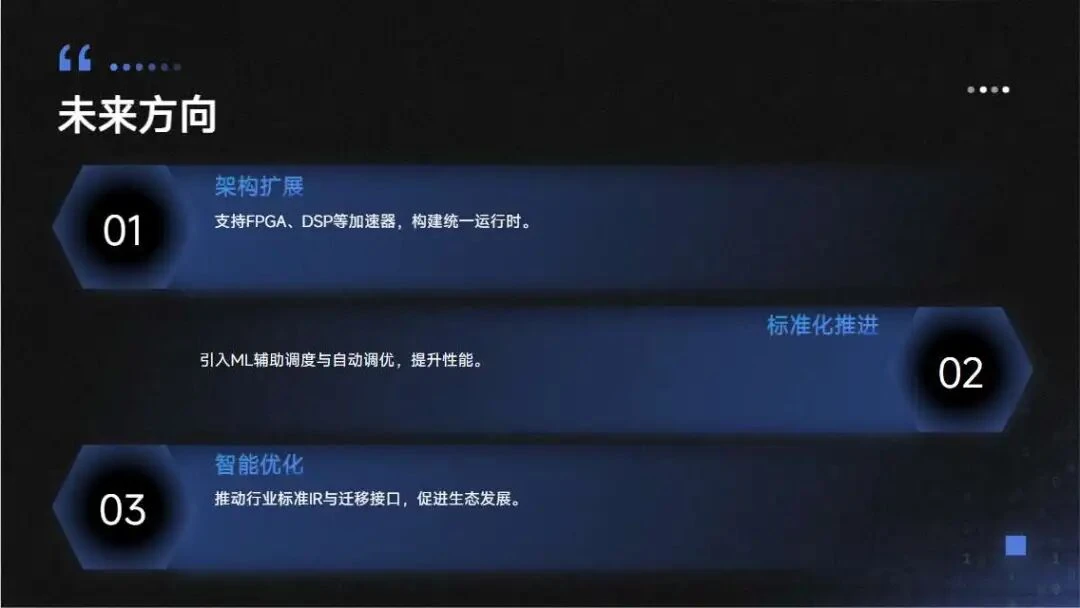 未来方向
01
架构扩展
支持FPGA、DSP等加速器，构建统一运行时。
标准化推进
引入ML辅助调度与自动调优，提升性能。
02
智能优化
03
推动行业标准IR与迁移接口，促进生态发展。